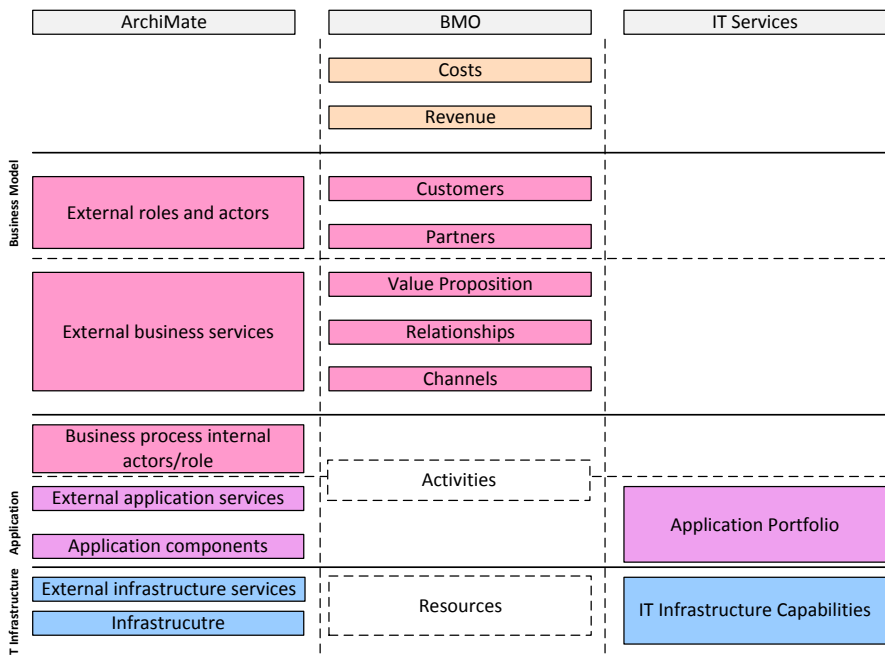 ArchiMate
BMO
IT Services
Costs
Revenue
Business Model
External roles and actors
Customers
Partners
External business services
Value Proposition
Relationships
Channels
Business process internal
actors/role
Activities
Application
External application services
Application components
Application Portfolio
T Infrastructure
External infrastructure services
Infrastrucutre
Resources
IT Infrastructure Capabilities